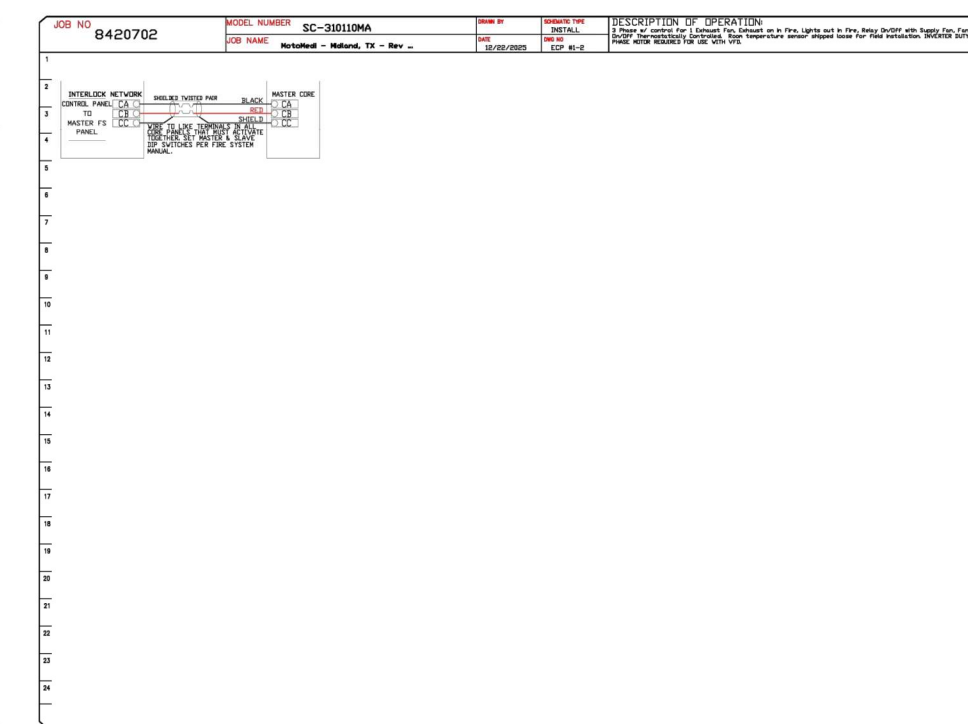 JOB NO
8420702
MODEL NUMBER SC-310110MA
JOB NAME MotoMedi - Midland, TX - Rev ...
DRAWN BY
DATE
12/22/2025
SCHEMATIC TYPE
INSTALL
DWG NO
ECP #1-2
DESCRIPTION OF OPERATION:
3 Phase w/ control for 1 Exhaust Fan, Exhaust on in Fire, Lights out in Fire, Relay On/Off with Supply Fan, Fan
On/Off Thermostatically Controlled. Room temperature sensor shipped loose for field installation. INVERTER DUTY
PHASE MOTOR REQUIRED FOR USE WITH VFD.
1
2
3
4
5
6
7
8
9
10
11
12
13
14
15
16
17
18
19
20
21
22
23
24
INTERLOCK NETWORK
CONTROL PANEL
TO
MASTER FS
PANEL
CA
CB
CC
SHIELDED TWISTED PAIR
BLACK
RED
SHIELD
MASTER CORE
CA
CB
CC
WIRE TO LIKE TERMINALS IN ALL
CORE PANELS THAT MUST ACTIVATE
TOGETHER. SET MASTER & SLAVE
DIP SWITCHES PER FIRE SYSTEM
MANUAL.